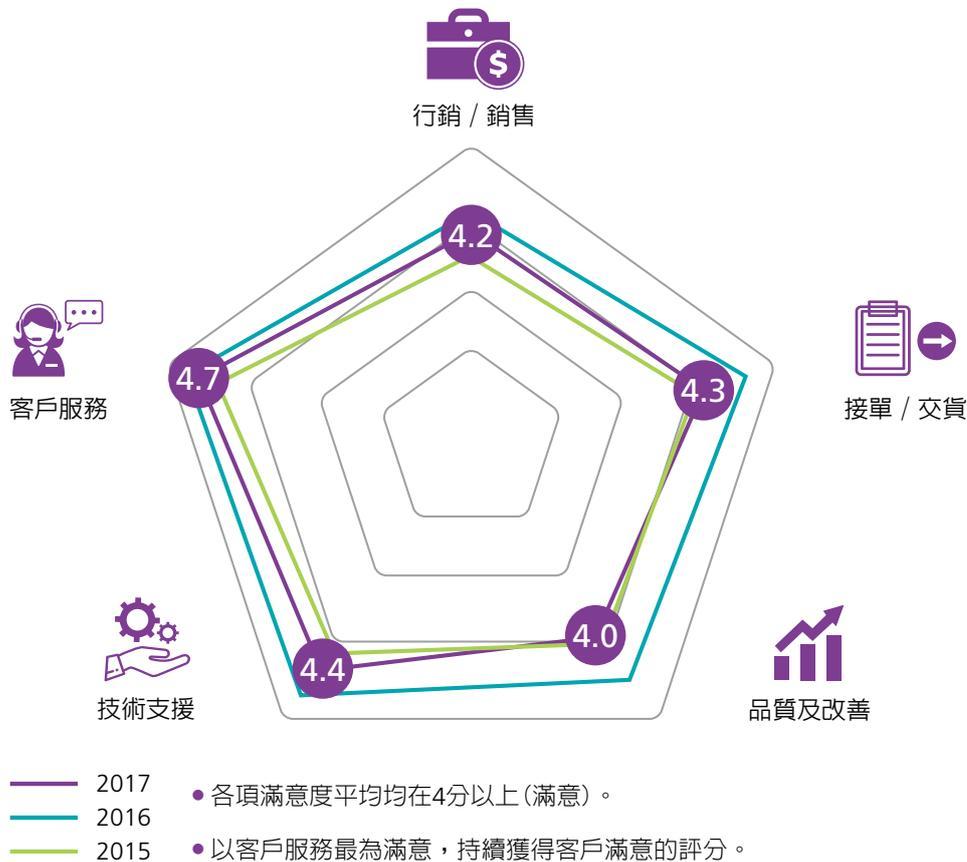 $
行銷 / 銷售
4.2
客戶服務
4.7
4.3
接單 / 交貨
技術支援
4.4
4.0
品質及改善
2017
2016
2015
●各項滿意度平均均在4分以上(滿意)。
●以客戶服務最為滿意，持續獲得客戶滿意的評分。